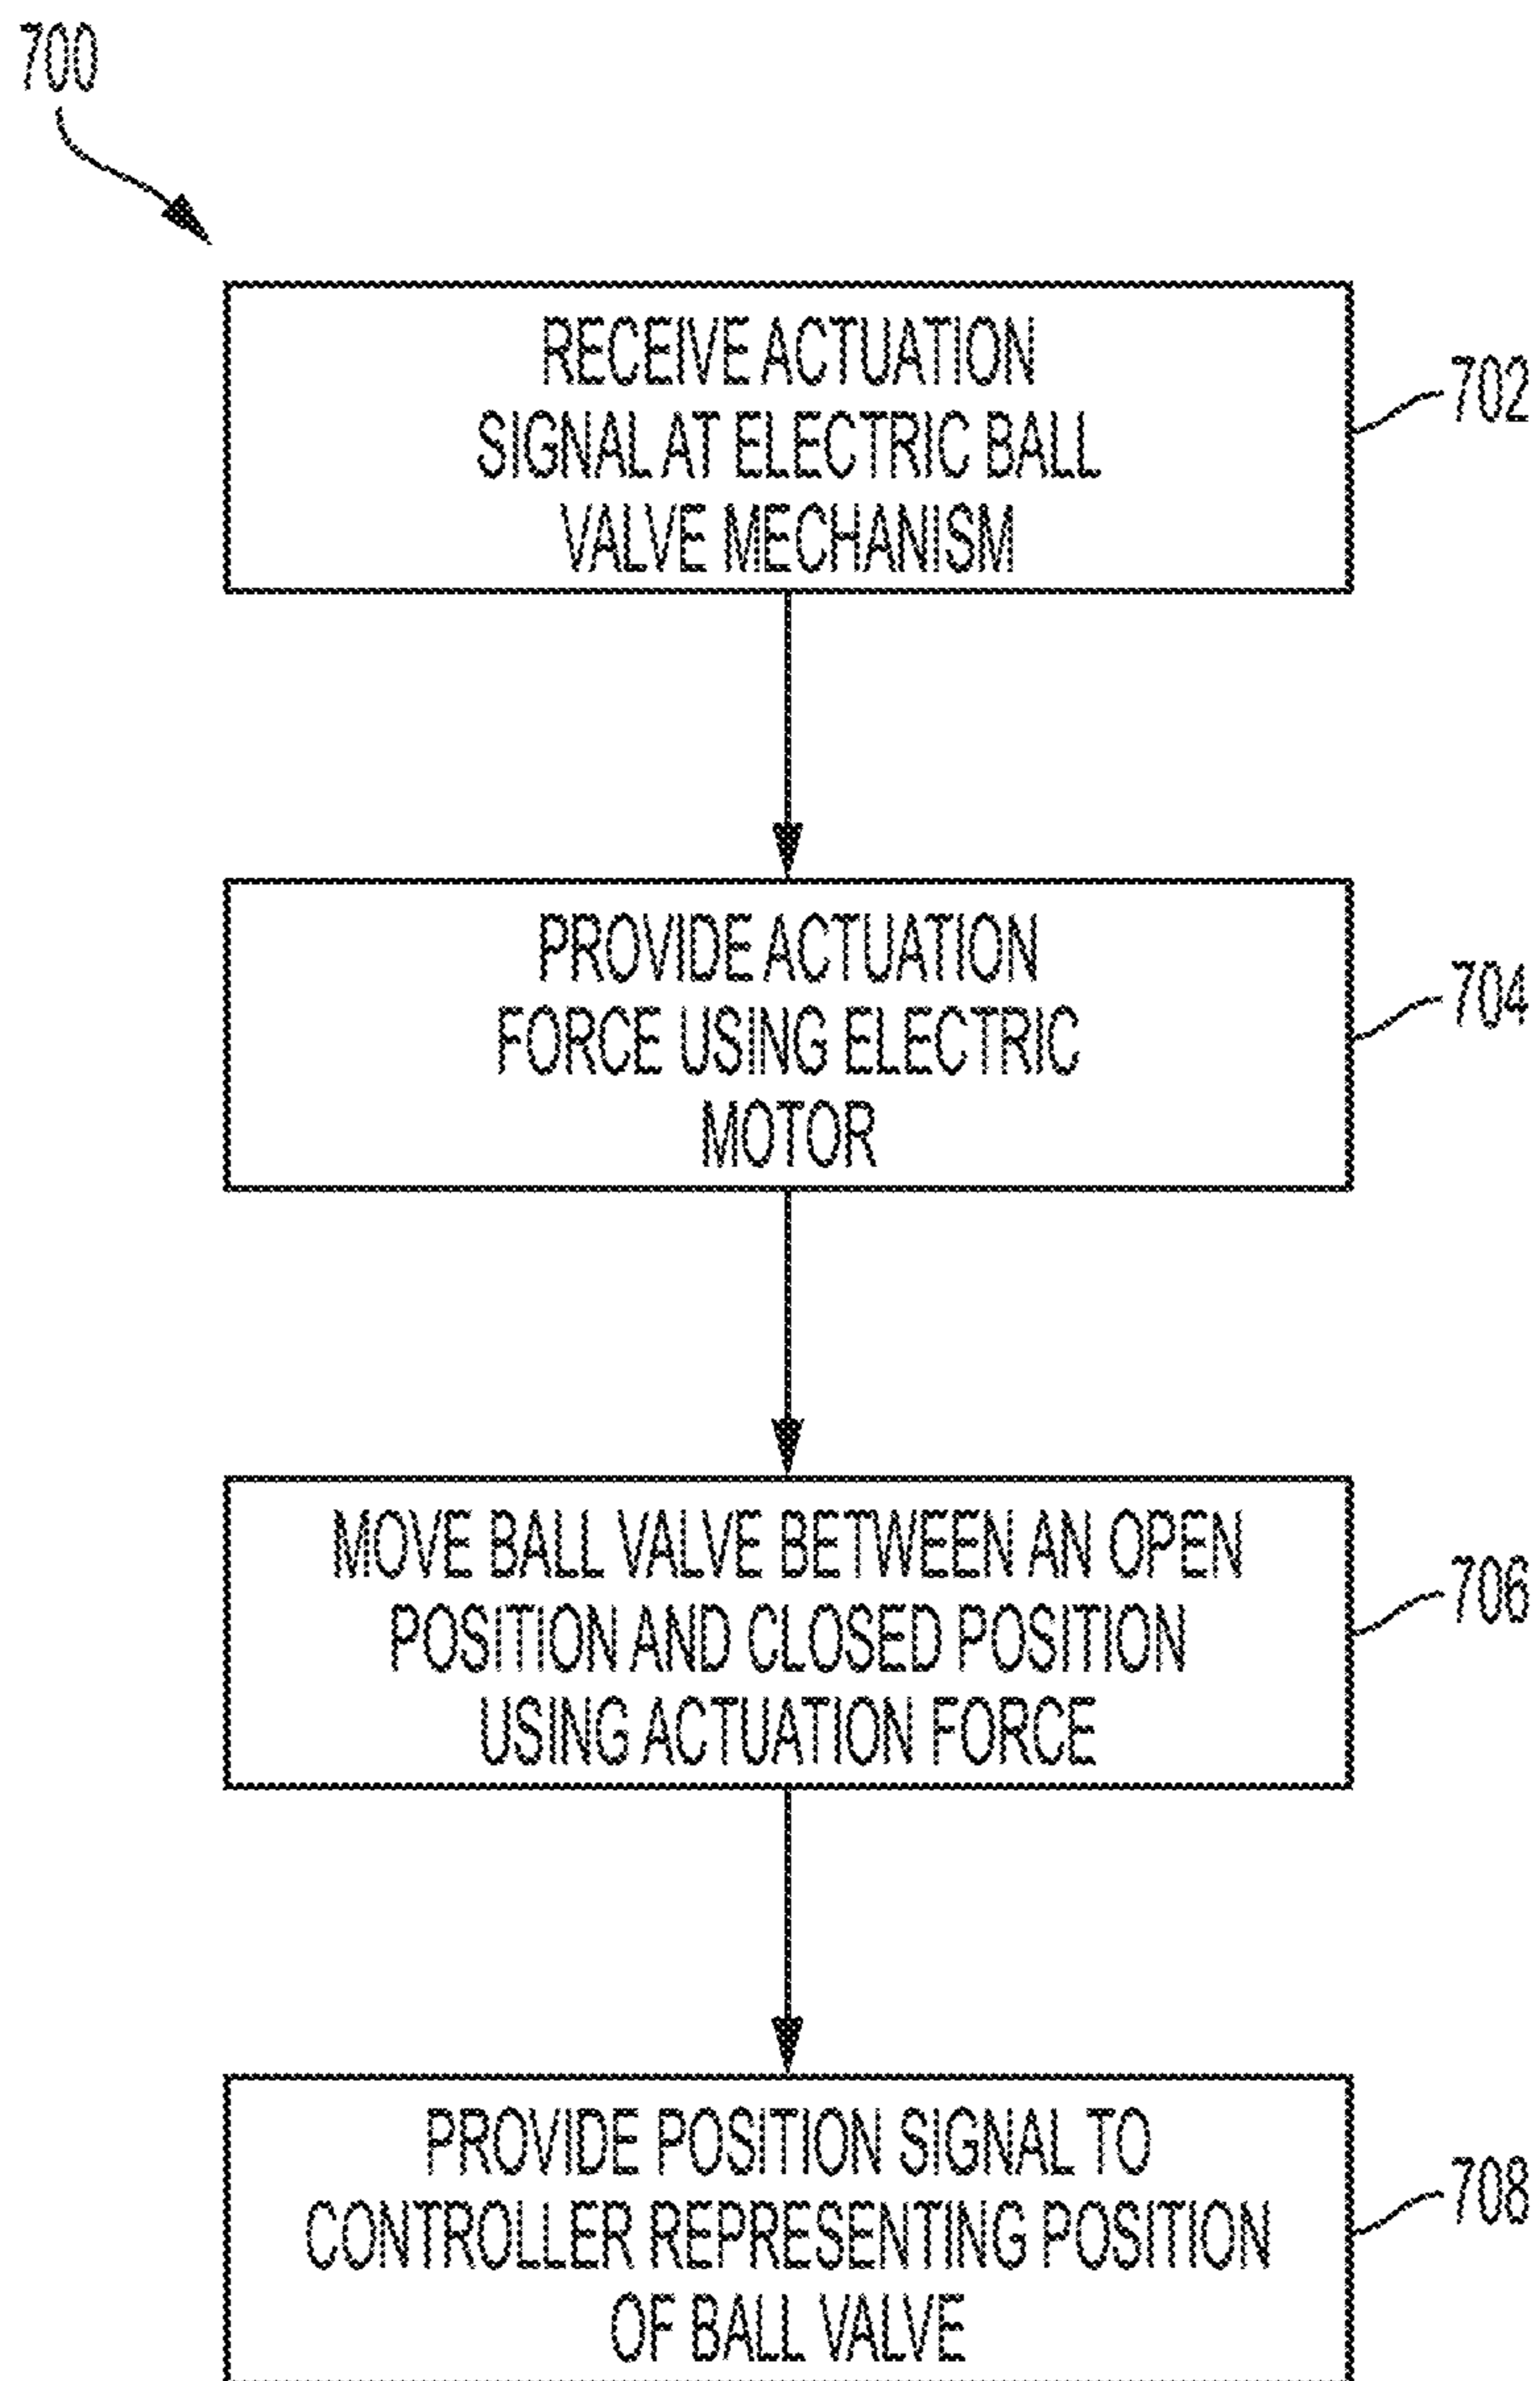 700
RECEIVE ACTUATION
SIGNAL AT ELECTRIC BALL
VALVE MECHANISM
702
PROVIDE ACTUATION
FORCE USING ELECTRIC
MOTOR
704
MOVE BALL VALVE BETWEEN AN OPEN
POSITION AND CLOSED POSITION
USING ACTUATION FORCE
706
PROVIDE POSITION SIGNAL TO
CONTROLLER REPRESENTING POSITION
OF BALL VALVE
708